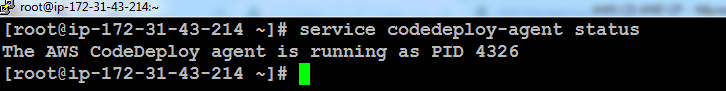 root@ip-172-31-43-214:~
[root@ip-172-31-43-214 ~]# service codedeploy-agent status
The AWS CodeDeploy agent is running as PID 4326
[root@ip-172-31-43-214 ~]#